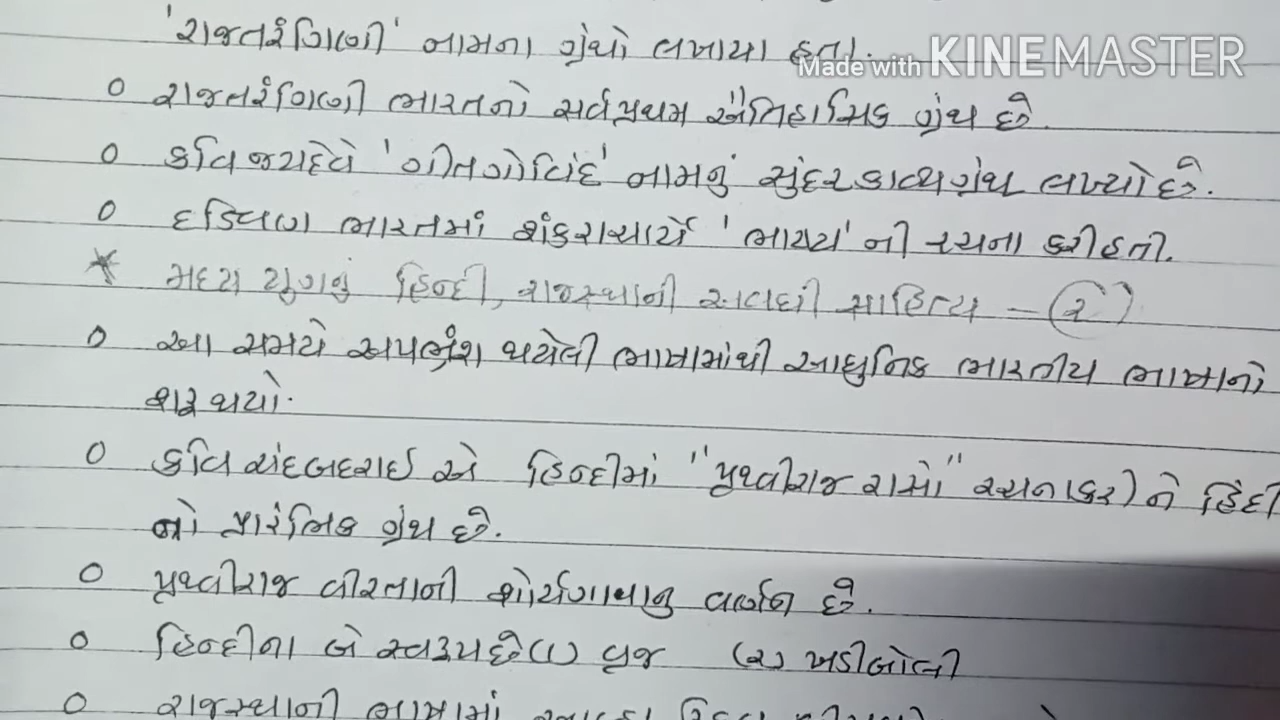 'રાજતરંગિણી' નામના ગ્રંથો લખાયા હતા.
Made with KINEMASTER
૦ રાજતરંગિણી ભારતનો સર્વપ્રથમ ઐતિહાસિક ગ્રંથ છે.
૦ કવિ જયદેવે 'ગીતગોવિંદ' નામનું સુંદર કાવ્યગ્રંથ લખ્યો છે.
૦ દક્ષિણ ભારતમાં શંકરાચાર્યે 'ભાષ્ય' ની રચના કરી હતી.
* મધ્ય યુગનું હિન્દી, રાજસ્થાની અવધી સાહિત્ય - (૨)
૦ આ સમયે અપભ્રંશ થયેલી ભાષામાંથી આધુનિક ભારતીય ભાષાનો
શરૂ થયો.
૦ કવિ ચંદબરદાઈ એ હિન્દીમાં "પૃથ્વીરાજ રાસો" રચના કરી તે હિંદી
નો પ્રારંભિક ગ્રંથ છે.
૦ પૃથ્વીરાજ વીરતાની શૌર્યગાથાનુ વર્ણન છે.
૦ હિન્દીના બે સ્વરૂપ છે (૧) વ્રજ (૨) ખડીબોલી
૦ રાજસ્થાની ભાષામાં